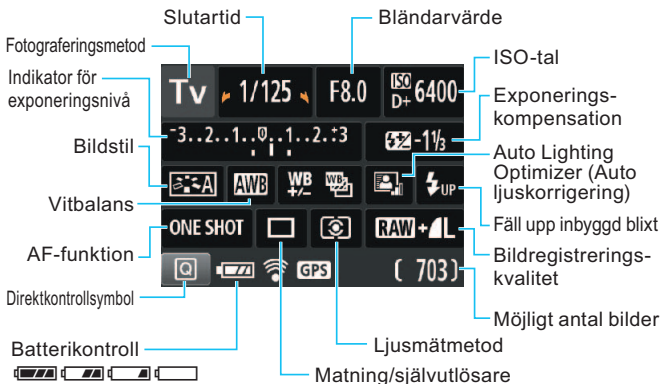 Slutartid
Bländarvärde
Fotograferingsmetod
ISO-tal
Indikator för
exponeringsnivå
Tv 1/125 F8.0 ISO D+ 6400
Exponerings-
kompensation
-3..2..1..0..1..2.:+3
-1⅓
Bildstil
Auto Lighting
Optimizer (Auto
ljuskorrigering)
A AWB WB +/- WB UP
Vitbalans
Fäll upp inbyggd blixt
ONE SHOT RAW+L
AF-funktion
Bildregistrerings-
kvalitet
Q GPS ( 703)
Direktkontrollsymbol
Möjligt antal bilder
Batterikontroll
Ljusmätmetod
Matning/självutlösare